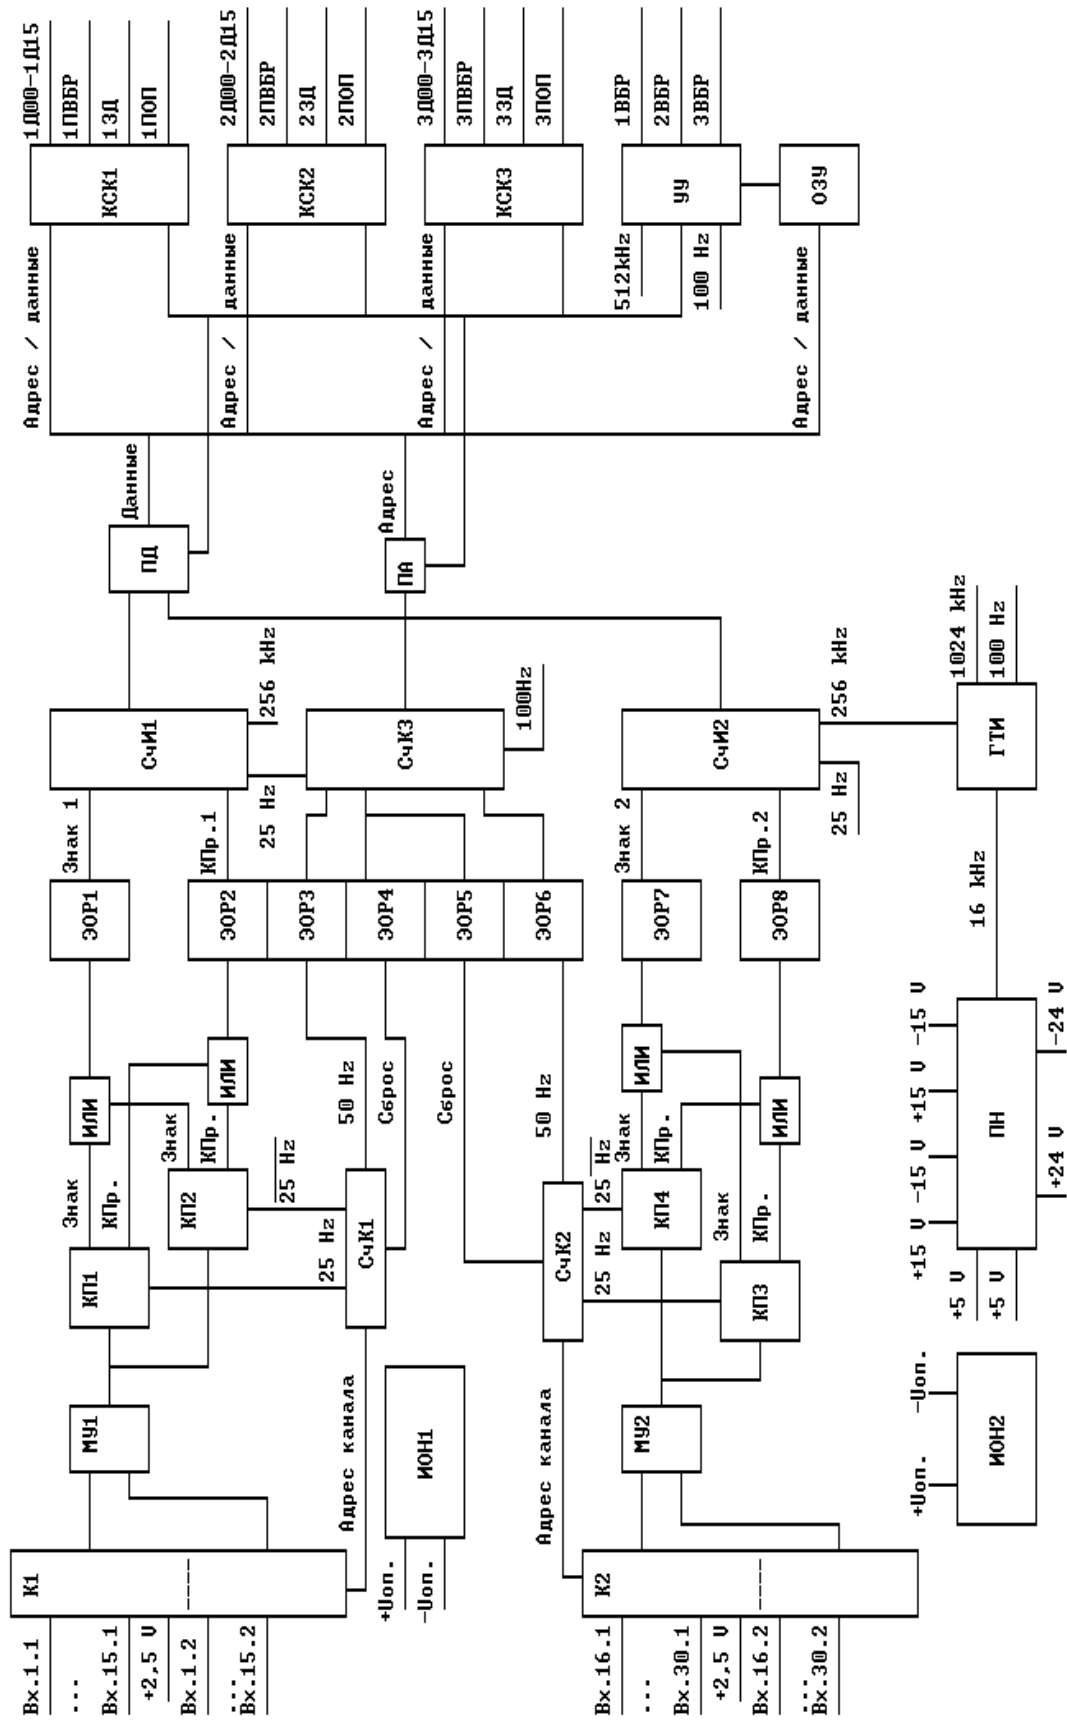 Вх.1.1
...
Вх.15.1
+2,5 V
Вх.1.2
...
Вх.15.2
К1
МУ1
КП1
Знак
КПр.
КП2
Знак
КПр.
ИЛИ
ИЛИ
ЭОР1
ЭОР2
ЭОР3
ЭОР4
ЭОР5
ЭОР6
Знак 1
КПр.1
СчИ1
256 kHz
25 Hz
СчК3
100Hz
ПД
Данные
ПА
Адрес
Адрес / данные
КСК1
1Д00-1Д15
1ПВБР
1ЗД
1ПОП
Адрес / данные
КСК2
2Д00-2Д15
2ПВБР
2ЗД
2ПОП
Адрес / данные
КСК3
3Д00-3Д15
3ПВБР
3ЗД
3ПОП
512kHz
100 Hz
УУ
1ВБР
2ВБР
3ВБР
Адрес / данные
ОЗУ
25 Hz
25 Hz
СчК1
50 Hz
Сброс
Адрес канала
+Uоп.
-Uоп.
ИОН1
Сброс
50 Hz
Адрес канала
СчК2
25 Hz
25 Hz
Вх.16.1
...
Вх.30.1
+2,5 V
Вх.16.2
...
Вх.30.2
К2
МУ2
КП4
Знак
КПр.
КП3
Знак
КПр.
ИЛИ
ИЛИ
ЭОР7
ЭОР8
Знак 2
КПр.2
СчИ2
256 kHz
25 Hz
+Uоп.
-Uоп.
ИОН2
+15 V
-15 V
+15 V
-15 V
+5 V
+5 V
ПН
+24 V
-24 V
16 kHz
ГТИ
1024 kHz
100 Hz